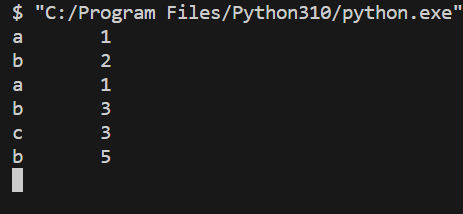 $ "C:/Program Files/Python310/python.exe"
a 1
b 2
a 1
b 3
c 3
b 5